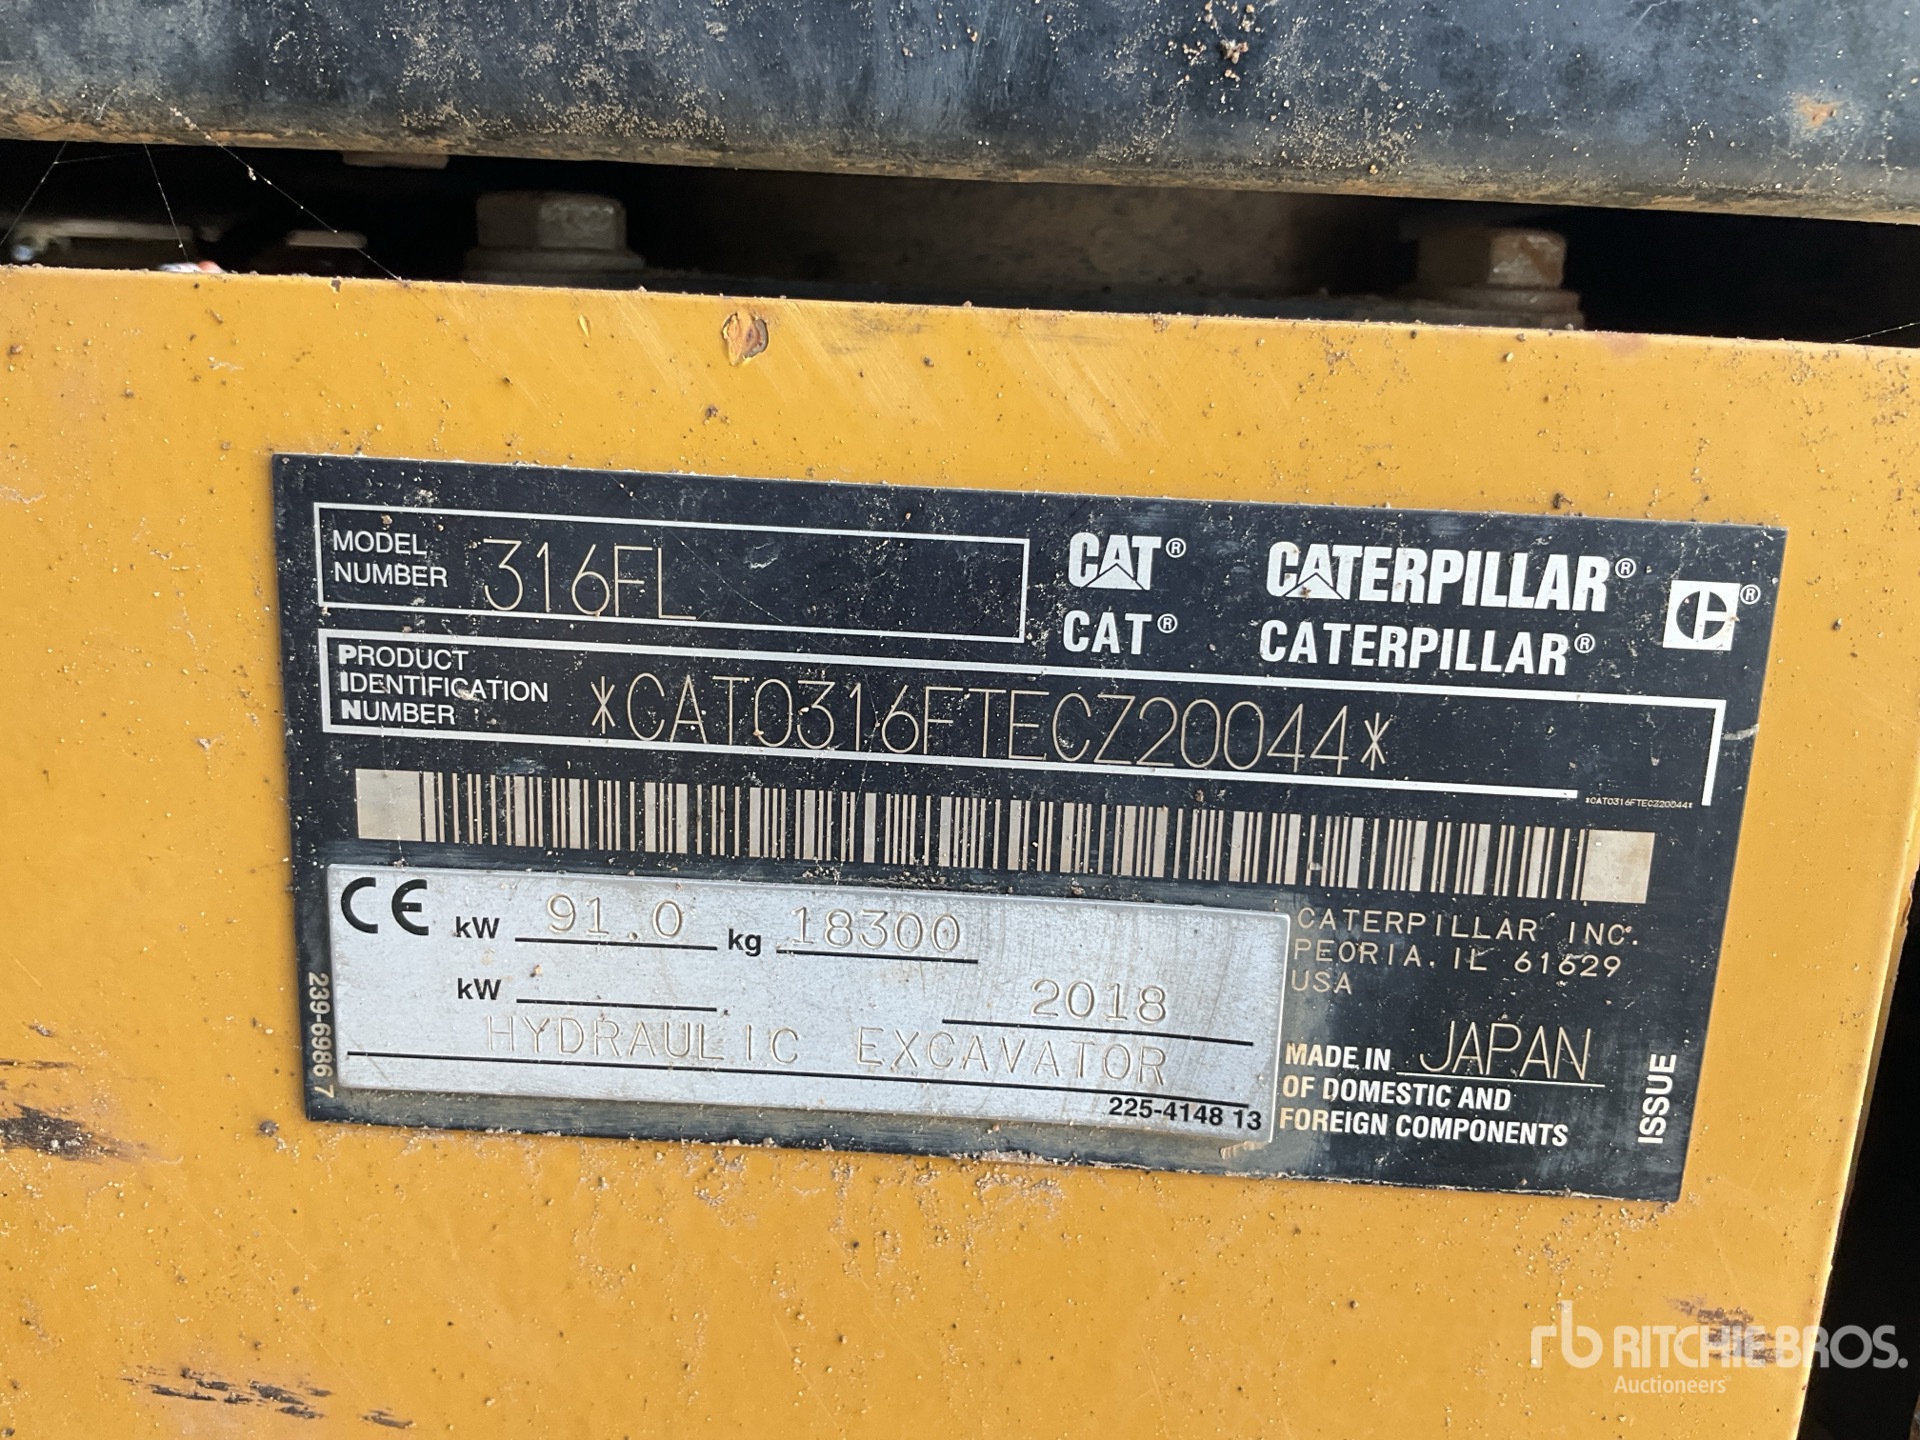 MODEL NUMBER 316FL
CAT® CATERPILLAR®
CAT® CATERPILLAR®
PRODUCT IDENTIFICATION NUMBER *CAT0316FTECZ20044*
*CAT0316FTECZ20044*
CE kW 91.0 kg 18300
kW 2018
HYDRAULIC EXCAVATOR
225-4148 13
239-6986 7
CATERPILLAR INC.
PEORIA, IL 61629
USA
MADE IN JAPAN
OF DOMESTIC AND
FOREIGN COMPONENTS
ISSUE
rb RITCHIE BROS.
Auctioneers